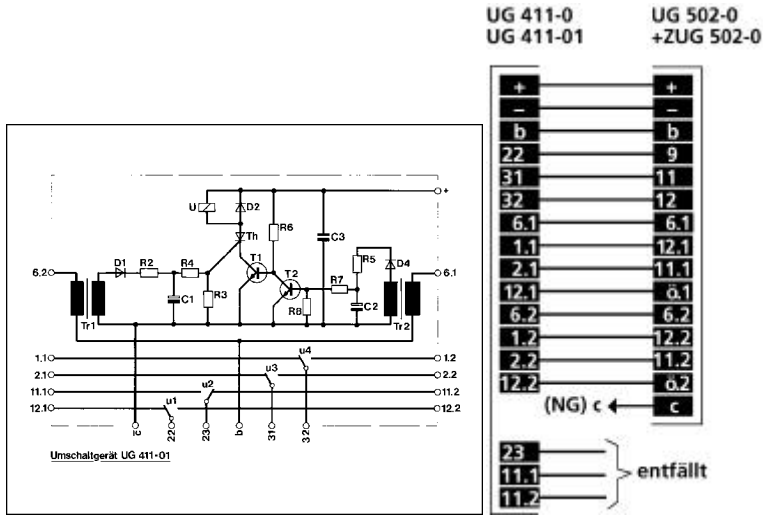 UG 411-0 UG 502-0
UG 411-01 +ZUG 502-0
+ +
– –
b b
22 9
31 11
32 12
6.1 6.1
1.1 12.1
2.1 11.1
12.1 ö.1
6.2 6.2
1.2 12.2
2.2 11.2
12.2 ö.2
(NG) c c
23
11.1 entfällt
11.2
+
U D2
R6
Th C3
D1 R2 R4 T1 R5 D4
6.2 T2 R7 6.1
C1 R3 R8 C2
Tr1 Tr2
1.1 u4 1.2
2.1 u3 2.2
11.1 u2 11.2
12.1 u1 12.2
c 22 23 b 31 32
Umschaltgerät UG 411-01